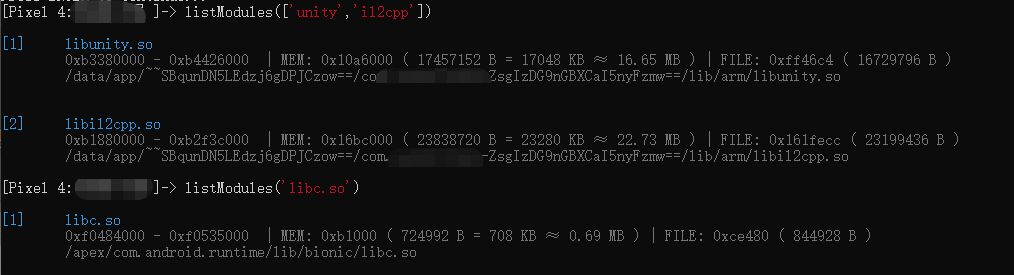 [Pixel 4: ]-> listModules(['unity','il2cpp'])
[1] libunity.so
0xb3380000 - 0xb4426000 | MEM: 0x10a6000 ( 17457152 B = 17048 KB ≈ 16.65 MB ) | FILE: 0xff46c4 ( 16729796 B )
/data/app/~~SBqunDN5LEdzj6gDPJCzow==/co ZsgIzDG9nGBXCaI5nyFzmw==/lib/arm/libunity.so
[2] libil2cpp.so
0xb1880000 - 0xb2f3c000 | MEM: 0x16bc000 ( 23838720 B = 23280 KB ≈ 22.73 MB ) | FILE: 0x161fecc ( 23199436 B )
/data/app/~~SBqunDN5LEdzj6gDPJCzow==/com. -ZsgIzDG9nGBXCaI5nyFzmw==/lib/arm/libil2cpp.so
[Pixel 4: ]-> listModules('libc.so')
[1] libc.so
0xf0484000 - 0xf0535000 | MEM: 0xb1000 ( 724992 B = 708 KB ≈ 0.69 MB ) | FILE: 0xce480 ( 844928 B )
/apex/com.android.runtime/lib/bionic/libc.so